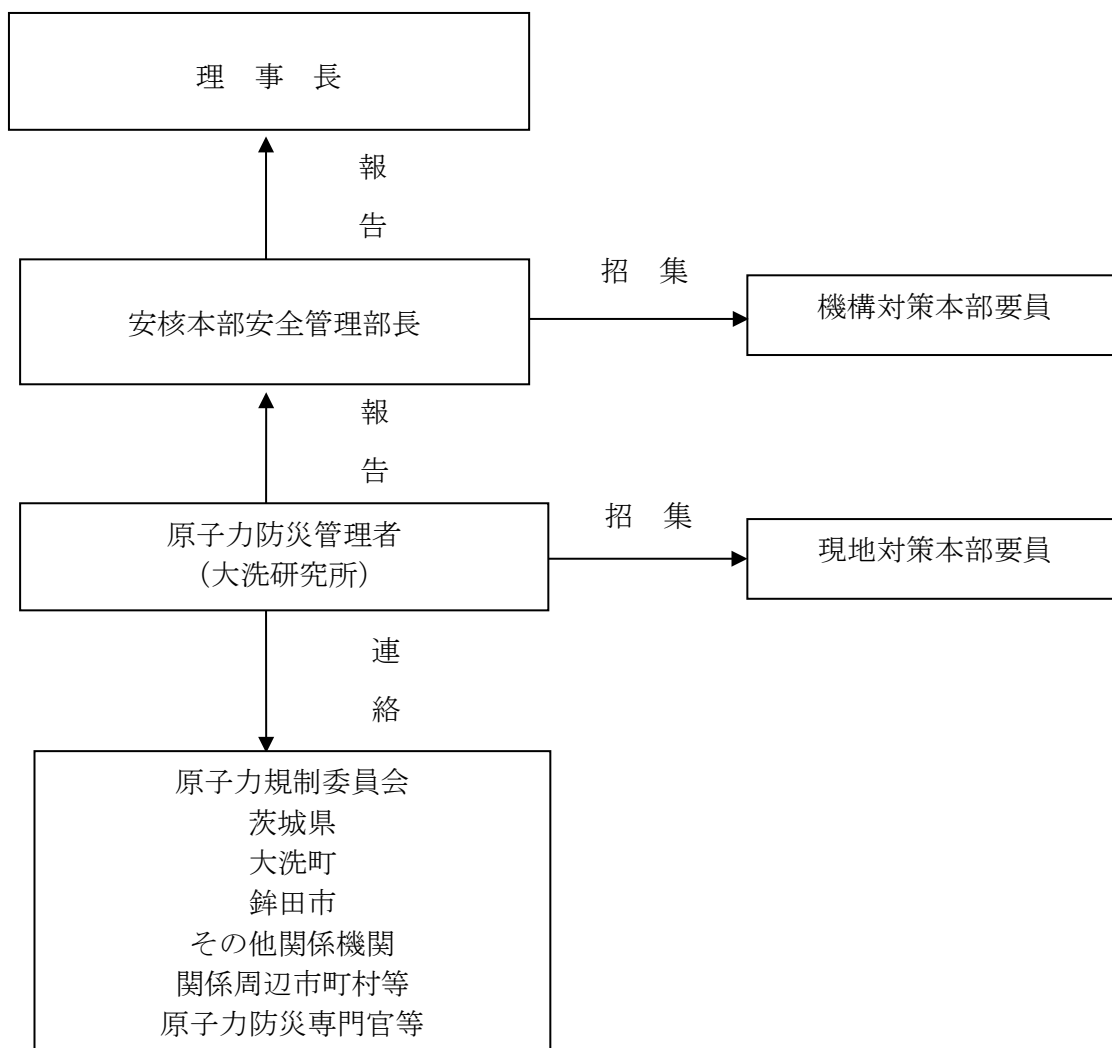 理 事 長
報
告
招 集
安核本部安全管理部長
機構対策本部要員
報
告
招 集
原子力防災管理者
（大洗研究所）
現地対策本部要員
連
絡
原子力規制委員会
茨城県
大洗町
鉾田市
その他関係機関
関係周辺市町村等
原子力防災専門官等